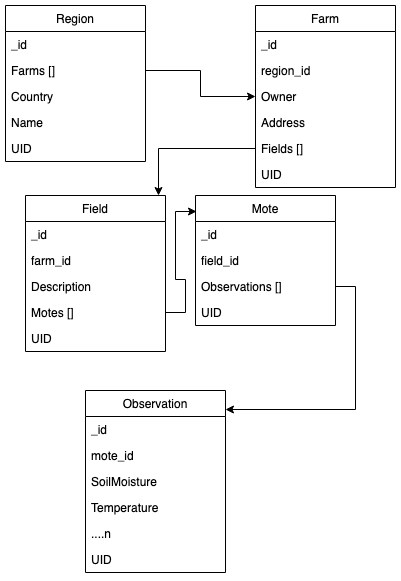 Region
_id
Farms []
Country
Name
UID
Farm
_id
region_id
Owner
Address
Fields []
UID
Field
_id
farm_id
Description
Motes []
UID
Mote
_id
field_id
Observations []
UID
Observation
_id
mote_id
SoilMoisture
Temperature
....n
UID